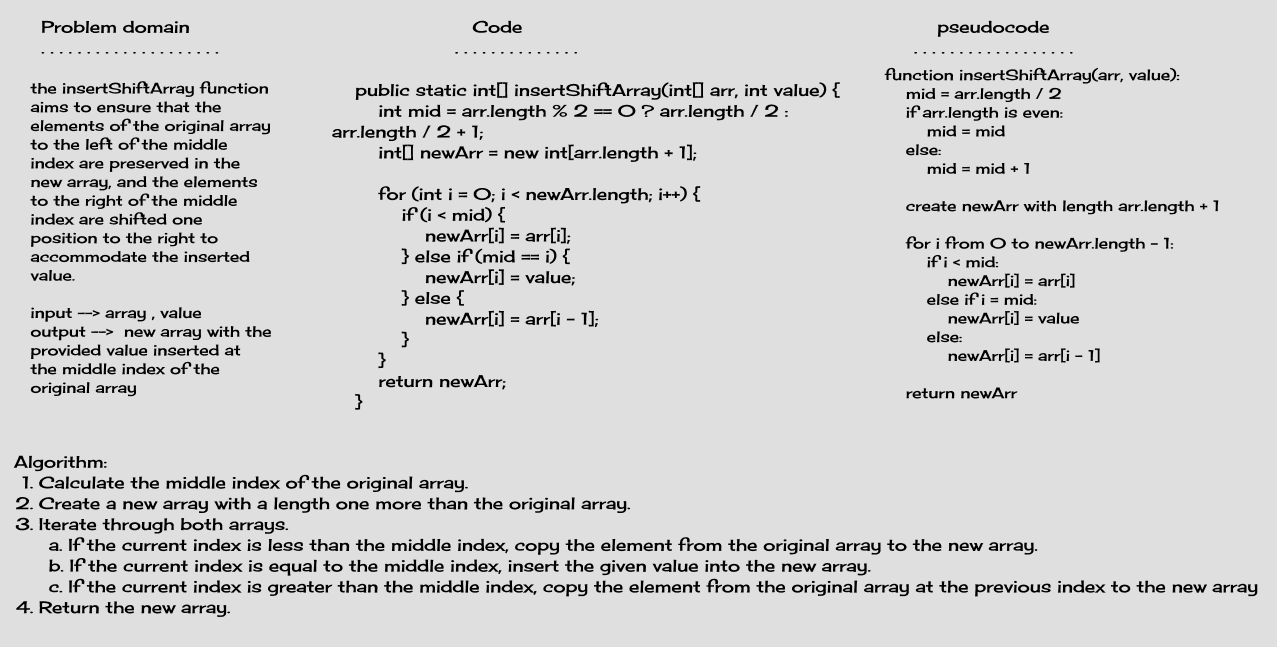 Problem domain
. . . . . . . . . . . . . . . . . . .
the insertShiftArray function
aims to ensure that the
elements of the original array
to the left of the middle
index are preserved in the
new array, and the elements
to the right of the middle
index are shifted one
position to the right to
accommodate the inserted
value.
input --> array , value
output --> new array with the
provided value inserted at
the middle index of the
original array
Code
. . . . . . . . . . . . . .
public static int[] insertShiftArray(int[] arr, int value) {
int mid = arr.length % 2 == 0 ? arr.length / 2 :
arr.length / 2 + 1;
int[] newArr = new int[arr.length + 1];
for (int i = 0; i < newArr.length; i++) {
if (i < mid) {
newArr[i] = arr[i];
} else if (mid == i) {
newArr[i] = value;
} else {
newArr[i] = arr[i - 1];
}
}
return newArr;
}
pseudocode
. . . . . . . . . . . . . . . . . .
function insertShiftArray(arr, value):
mid = arr.length / 2
if arr.length is even:
mid = mid
else:
mid = mid + 1
create newArr with length arr.length + 1
for i from 0 to newArr.length - 1:
if i < mid:
newArr[i] = arr[i]
else if i = mid:
newArr[i] = value
else:
newArr[i] = arr[i - 1]
return newArr
Algorithm:
1. Calculate the middle index of the original array.
2. Create a new array with a length one more than the original array.
3. Iterate through both arrays.
a. If the current index is less than the middle index, copy the element from the original array to the new array.
b. If the current index is equal to the middle index, insert the given value into the new array.
c. If the current index is greater than the middle index, copy the element from the original array at the previous index to the new array
4. Return the new array.